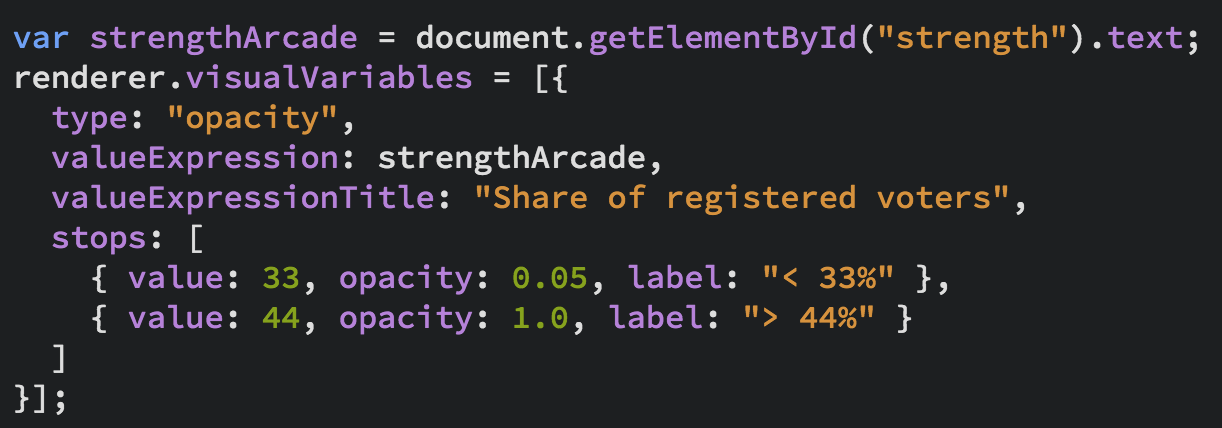 var strengthArcade = document.getElementById("strength").text;
renderer.visualVariables = [{
  type: "opacity",
  valueExpression: strengthArcade,
  valueExpressionTitle: "Share of registered voters",
  stops: [
    { value: 33, opacity: 0.05, label: "< 33%" },
    { value: 44, opacity: 1.0, label: "> 44%" }
  ]
}];